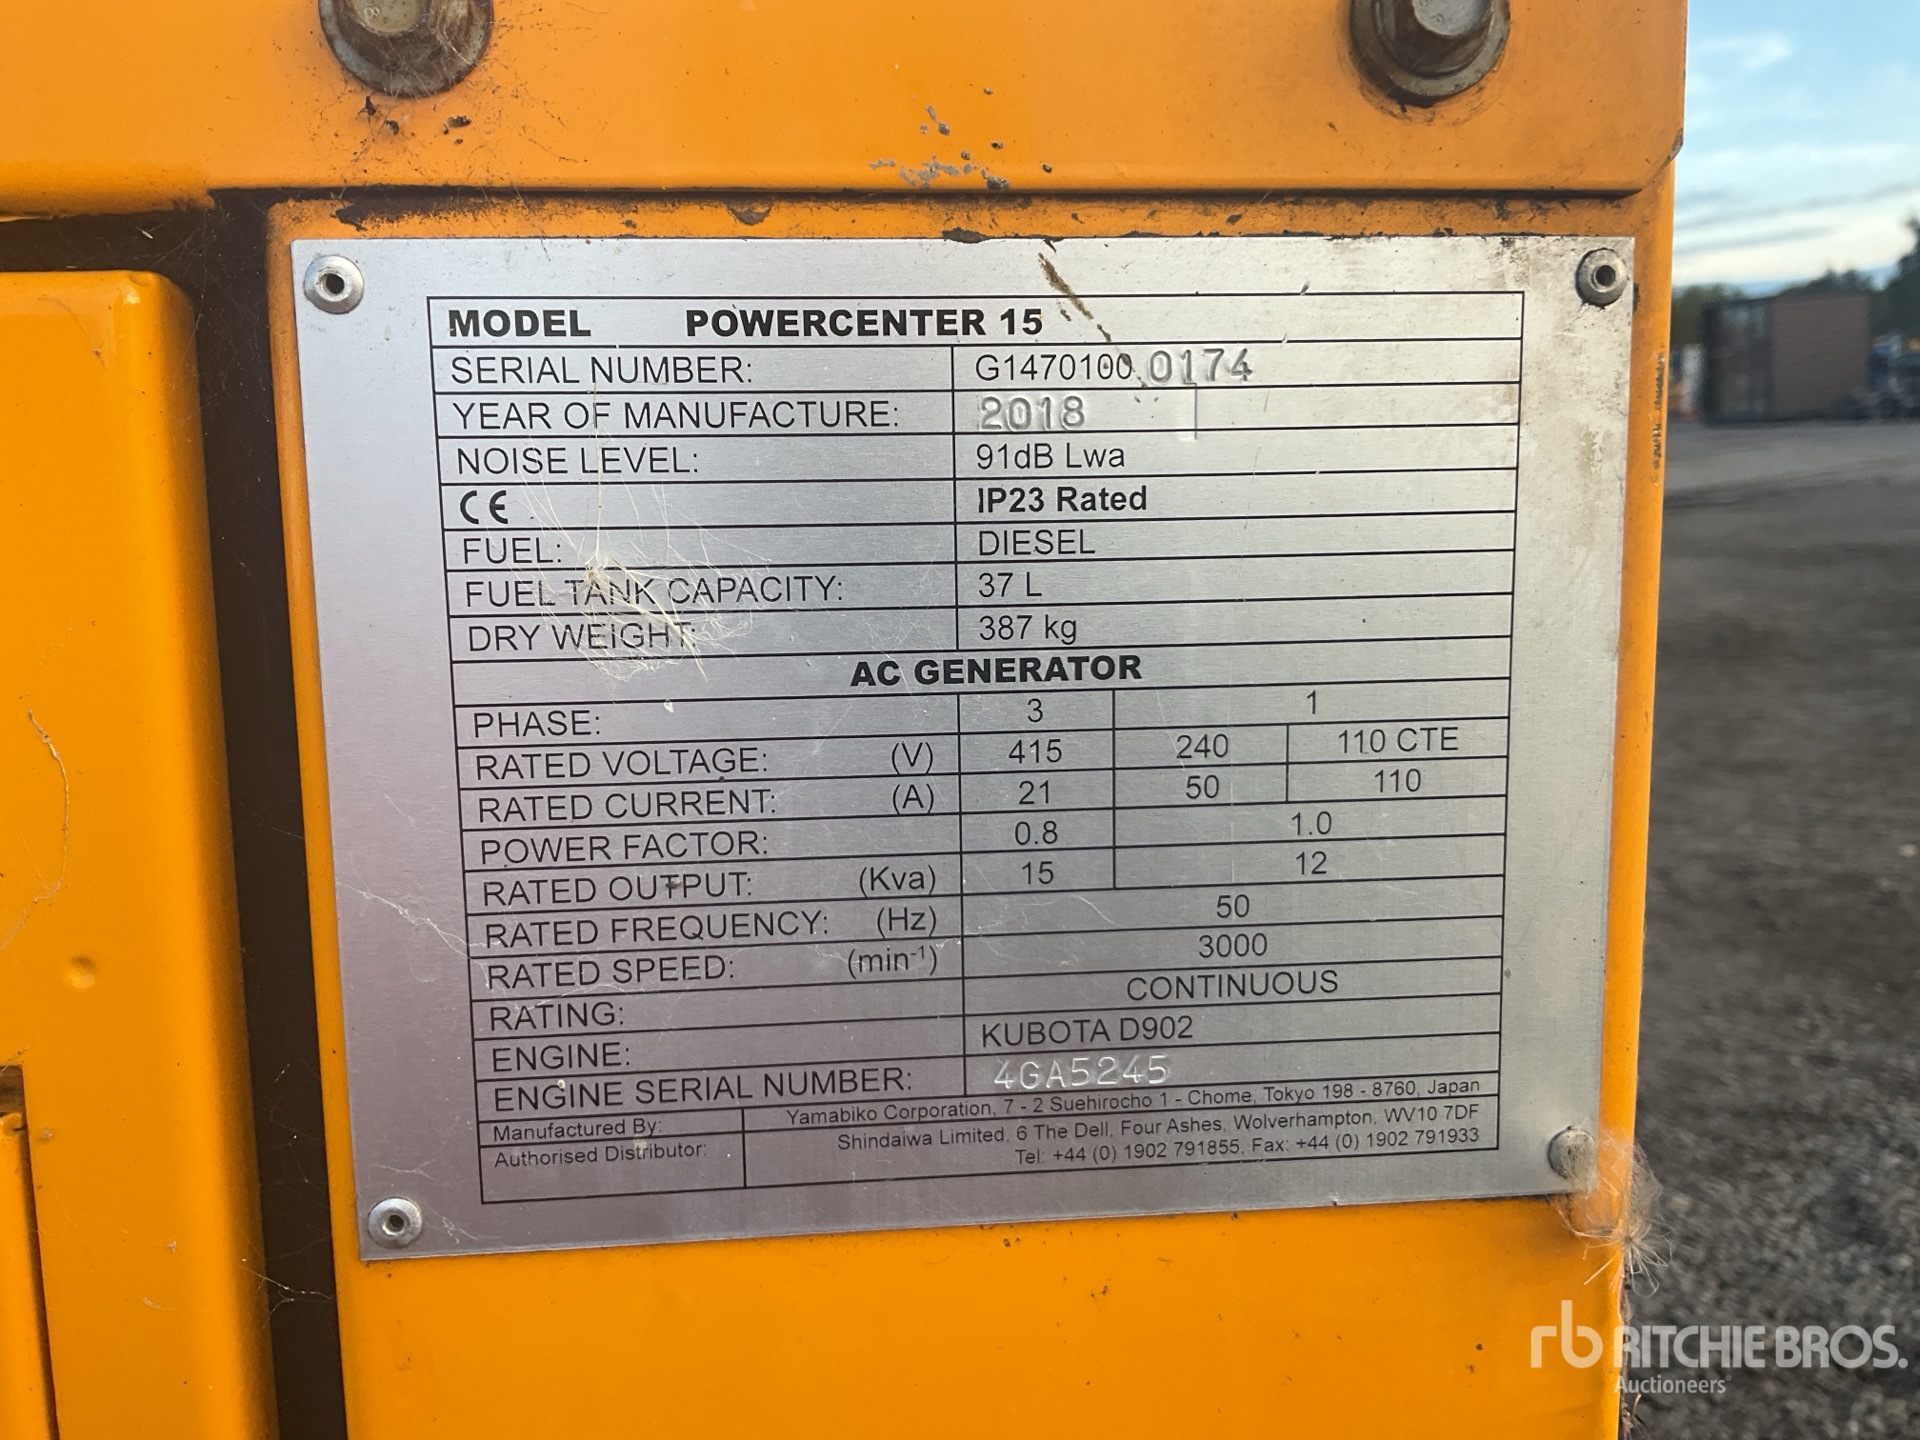 MODEL POWERCENTER 15
SERIAL NUMBER: G1470100 0174
YEAR OF MANUFACTURE: 2018
NOISE LEVEL: 91dB Lwa
CE IP23 Rated
FUEL: DIESEL
FUEL TANK CAPACITY: 37 L
DRY WEIGHT: 387 kg
AC GENERATOR
PHASE: 3 1
RATED VOLTAGE: (V) 415 240 110 CTE
RATED CURRENT: (A) 21 50 110
POWER FACTOR: 0.8 1.0
RATED OUTPUT: (Kva) 15 12
RATED FREQUENCY: (Hz) 50
RATED SPEED: (min⁻¹) 3000
RATING: CONTINUOUS
ENGINE: KUBOTA D902
ENGINE SERIAL NUMBER: 4GA5245
Manufactured By: Yamabiko Corporation, 7 - 2 Suehirocho 1 - Chome, Tokyo 198 - 8760, Japan
Authorised Distributor: Shindaiwa Limited, 6 The Dell, Four Ashes, Wolverhampton, WV10 7DF
Tel: +44 (0) 1902 791855, Fax: +44 (0) 1902 791933
rb RITCHIE BROS.
Auctioneers